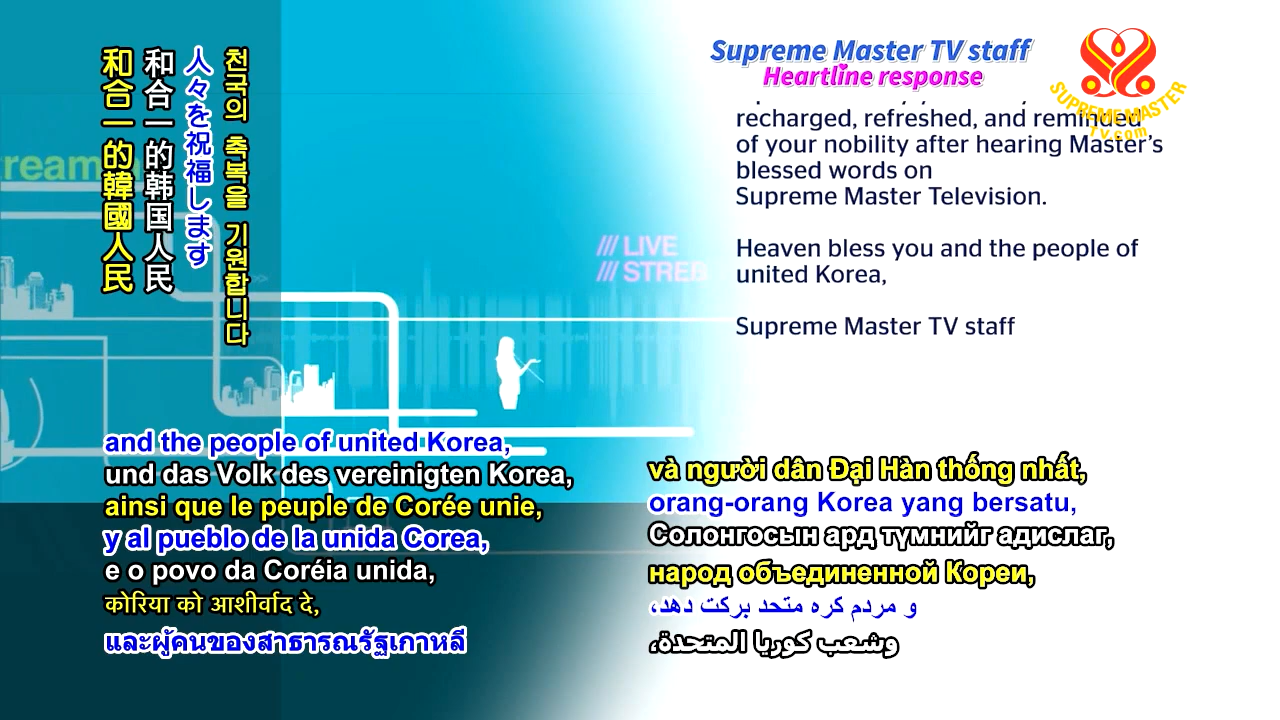 Supreme Master TV staff
Heartline response
SUPREME MASTER
TV.com
recharged, refreshed, and reminded
of your nobility after hearing Master's
blessed words on
Supreme Master Television.
Heaven bless you and the people of
united Korea,
Supreme Master TV staff
천국의 축복을 기원합니다
人々を祝福します
和合一的韩国人民
和合一的韓國人民
/// LIVE
/// STRE
and the people of united Korea,
und das Volk des vereinigten Korea,
ainsi que le peuple de Corée unie,
y al pueblo de la unida Corea,
e o povo da Coréia unida,
कोरिया को आशीर्वाद दे,
และผู้คนของสาธารณรัฐเกาหลี
và người dân Đại Hàn thống nhất,
orang-orang Korea yang bersatu,
Солонгосын ард түмнийг адислаг,
народ объединенной Кореи,
و مردم کره متحد برکت دهد،
وشعب كوريا المتحدة،